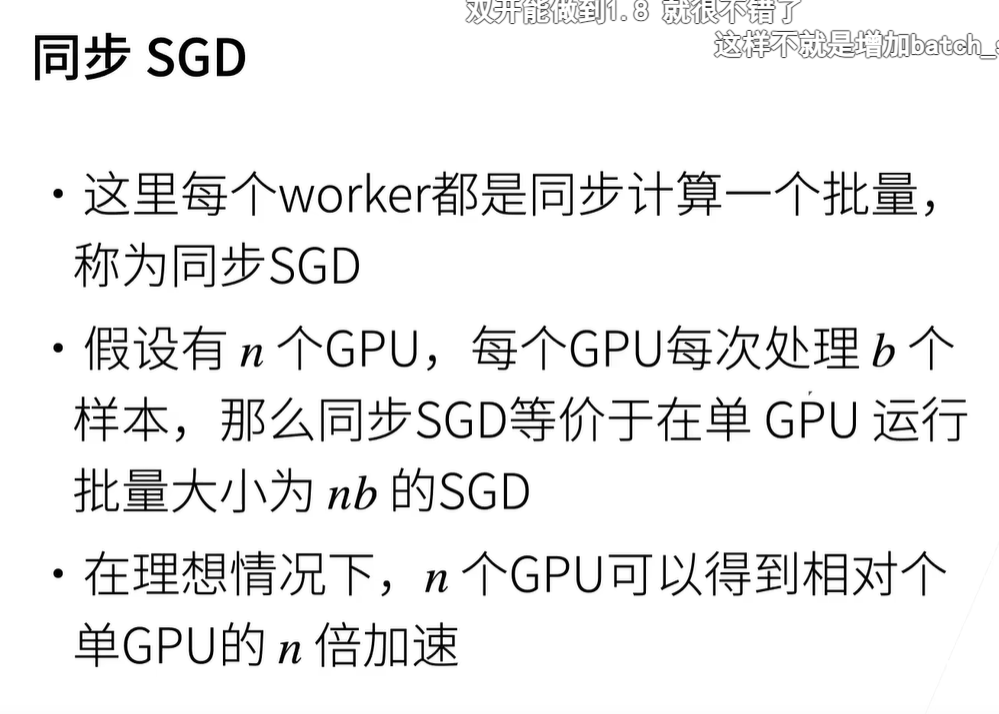 双开能做到1.8 就很不错了
这样不就是增加batch_s
同步 SGD
• 这里每个worker都是同步计算一个批量，
称为同步SGD
• 假设有 n 个GPU，每个GPU每次处理 b 个
样本，那么同步SGD等价于在单 GPU 运行
批量大小为 nb 的SGD
• 在理想情况下，n 个GPU可以得到相对个
单GPU的 n 倍加速